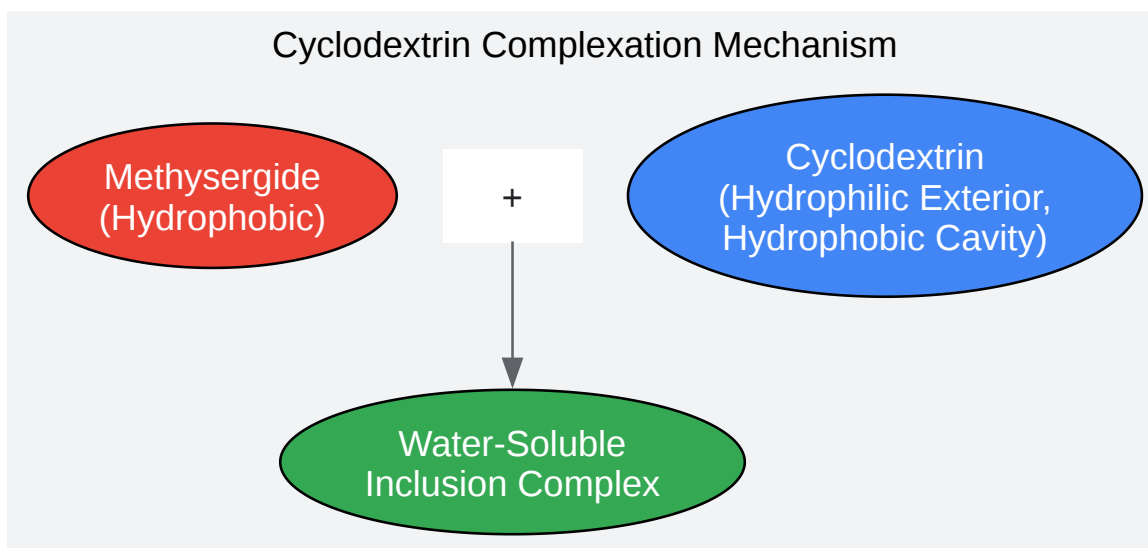 Cyclodextrin Complexation Mechanism
Methysergide
(Hydrophobic)
+
Cyclodextrin
(Hydrophilic Exterior,
Hydrophobic Cavity)
Water-Soluble
Inclusion Complex